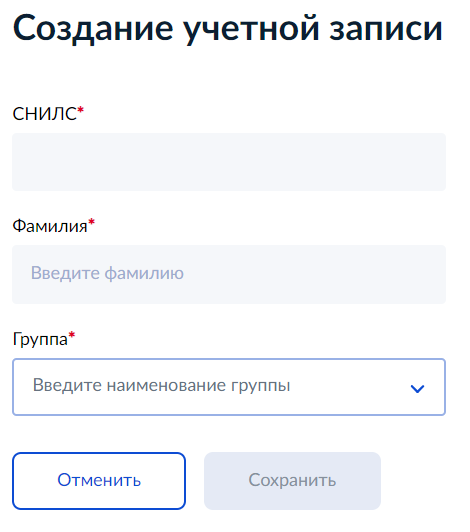 Создание учетной записи
СНИЛС*
Фамилия*
Введите фамилию
Группа*
Введите наименование группы
Отменить
Сохранить